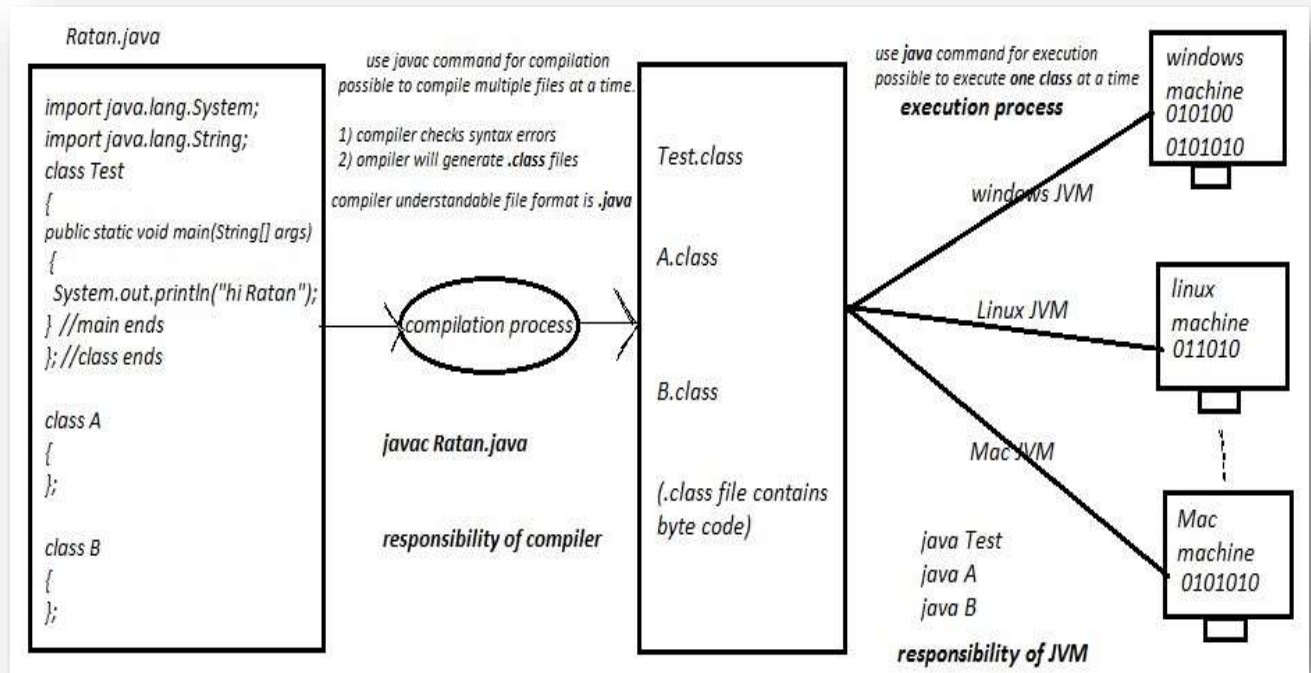 Ratan.java
import java.lang.System;
import java.lang.String;
class Test
{
public static void main(String[] args)
{
System.out.println("hi Ratan");
} //main ends
}; //class ends
class A
{
};
class B
{
};
use javac command for compilation
possible to compile multiple files at a time.
1) compiler checks syntax errors
2) ompiler will generate .class files
compiler understandable file format is .java
compilation process
javac Ratan.java
responsibility of compiler
Test.class
A.class
B.class
(.class file contains
byte code)
use java command for execution
possible to execute one class at a time
execution process
windows JVM
Linux JVM
Mac JVM
java Test
java A
java B
responsibility of JVM
windows
machine
010100
0101010
linux
machine
011010
Mac
machine
0101010